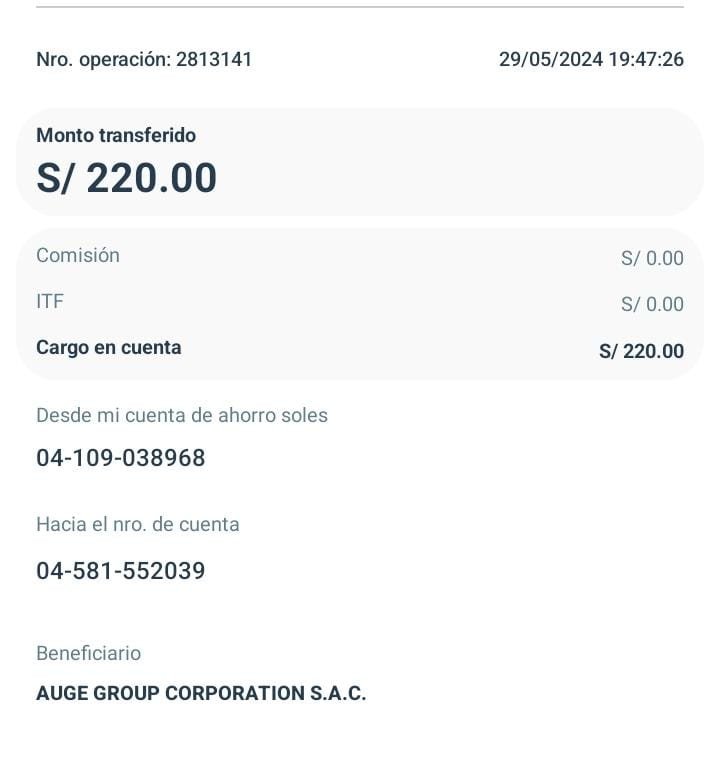 Nro. operación: 2813141 29/05/2024 19:47:26
Monto transferido
S/ 220.00
Comisión S/ 0.00
ITF S/ 0.00
Cargo en cuenta S/ 220.00
Desde mi cuenta de ahorro soles
04-109-038968
Hacia el nro. de cuenta
04-581-552039
Beneficiario
AUGE GROUP CORPORATION S.A.C.